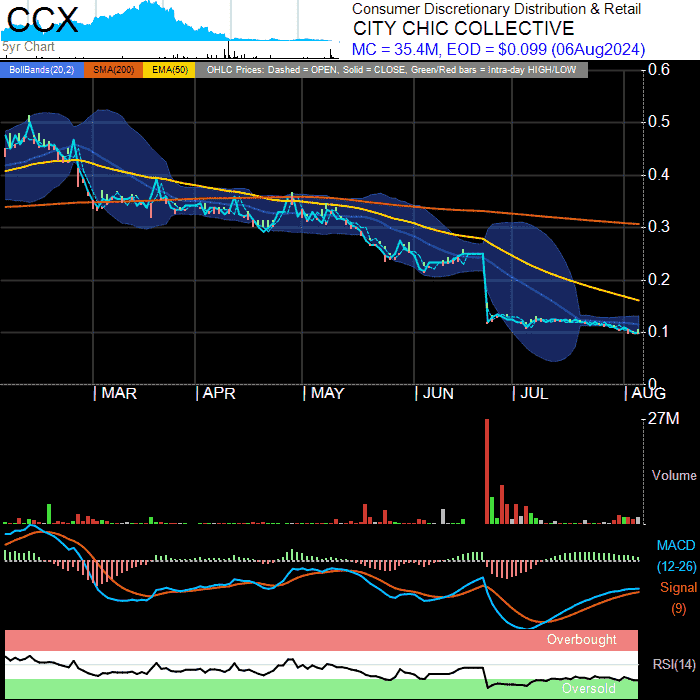 CCX
5yr Chart
Consumer Discretionary Distribution & Retail
CITY CHIC COLLECTIVE
MC = 35.4M, EOD = $0.099 (06Aug2024)
BollBands(20,2) SMA(200) EMA(50) OHLC Prices: Dashed = OPEN, Solid = CLOSE, Green/Red bars = Intra-day HIGH/LOW
0.6
0.5
0.4
0.3
0.2
0.1
0
| MAR | APR | MAY | JUN | JUL | AUG
27M
Volume
MACD
(12-26)
Signal
(9)
Overbought
RSI(14)
Oversold